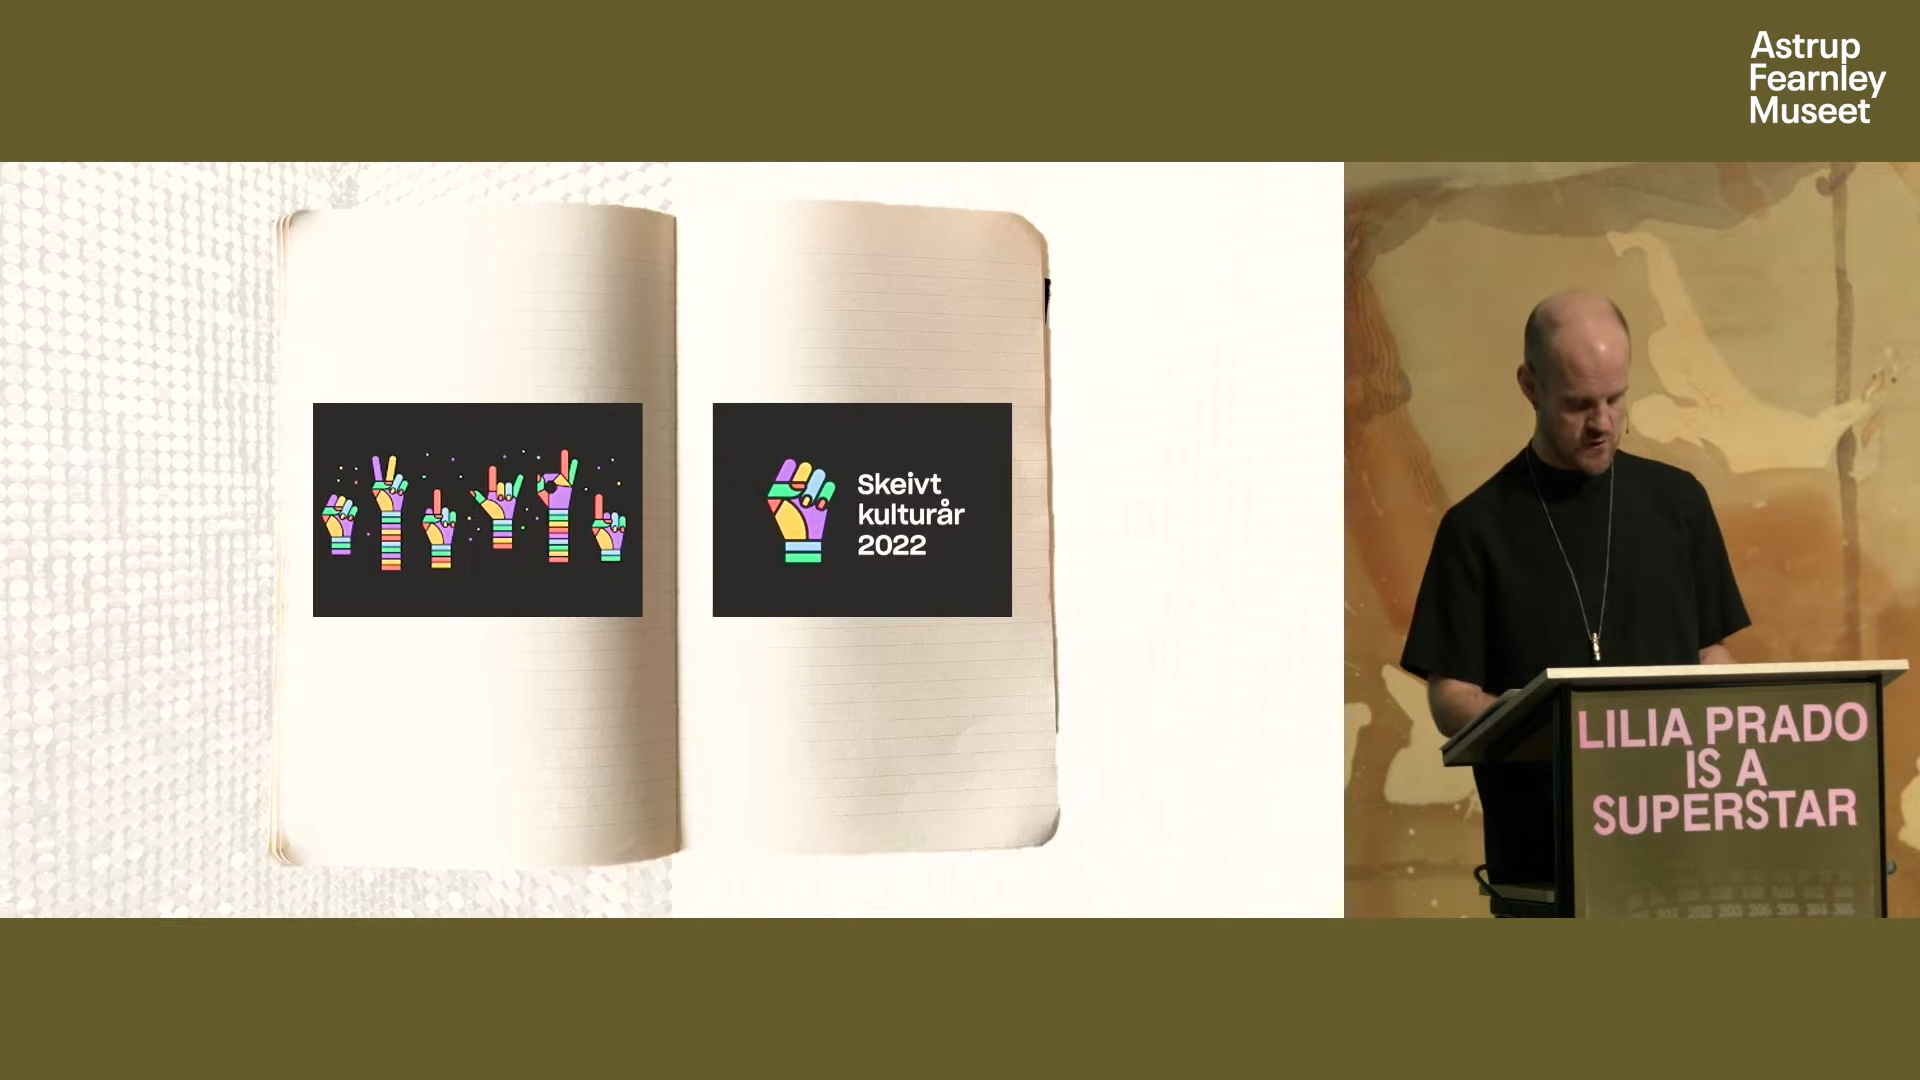 Astrup
Fearnley
Museet
Skeivt
kulturår
2022
LILIA PRADO
IS A
SUPERSTAR